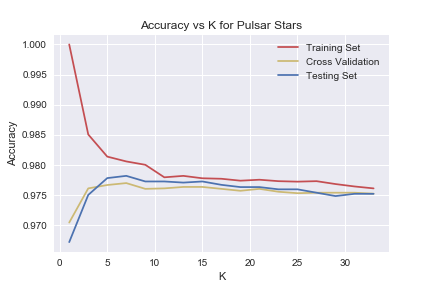 Accuracy vs K for Pulsar Stars
1.000
0.995
0.990
0.985
0.980
0.975
0.970
Accuracy
Training Set
Cross Validation
Testing Set
0
5
10
15
20
25
30
K